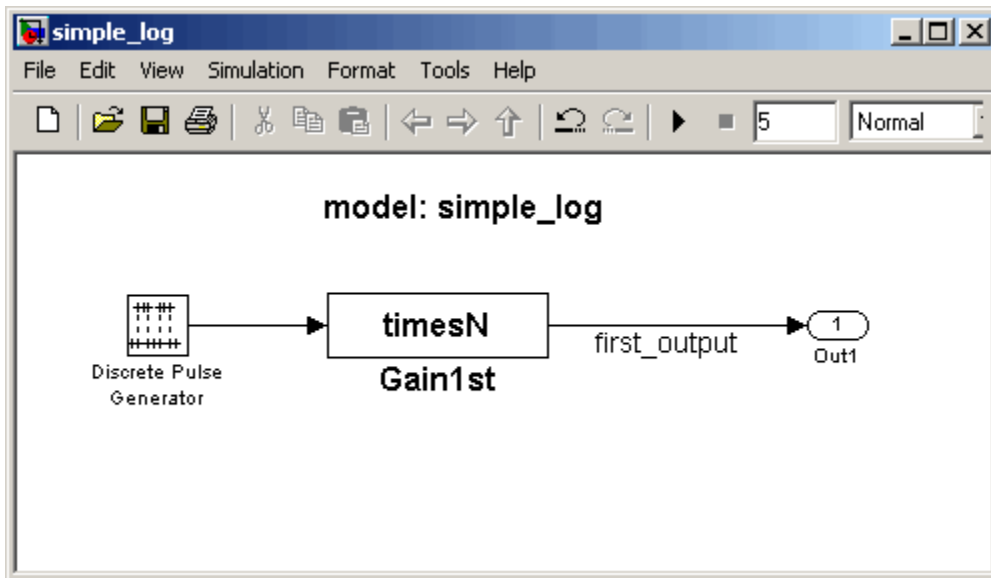 simple_log
File Edit View Simulation Format Tools Help
5 Normal
model: simple_log
timesN
Gain1st
first_output
1
Out1
Discrete Pulse
Generator